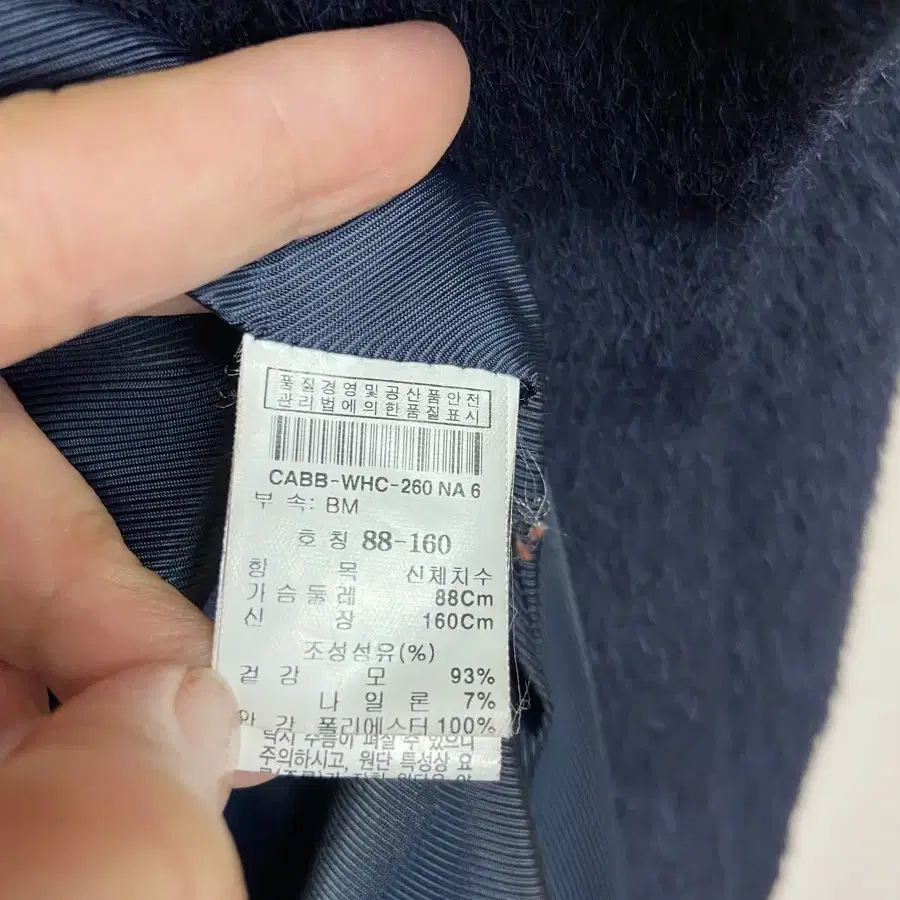 품질경영및공산품안전
관리법에의한품질표시
CABB-WHC-260 NA 6
부 속: BM
호 칭 88-160
항 목 신체치수
가슴둘레 88Cm
신 장 160Cm
조성섬유(%)
겉 감 모 93%
나 일 론 7%
안 감 폴리에스터 100%
수 있으니
주의하시고, 원단 특성상 요